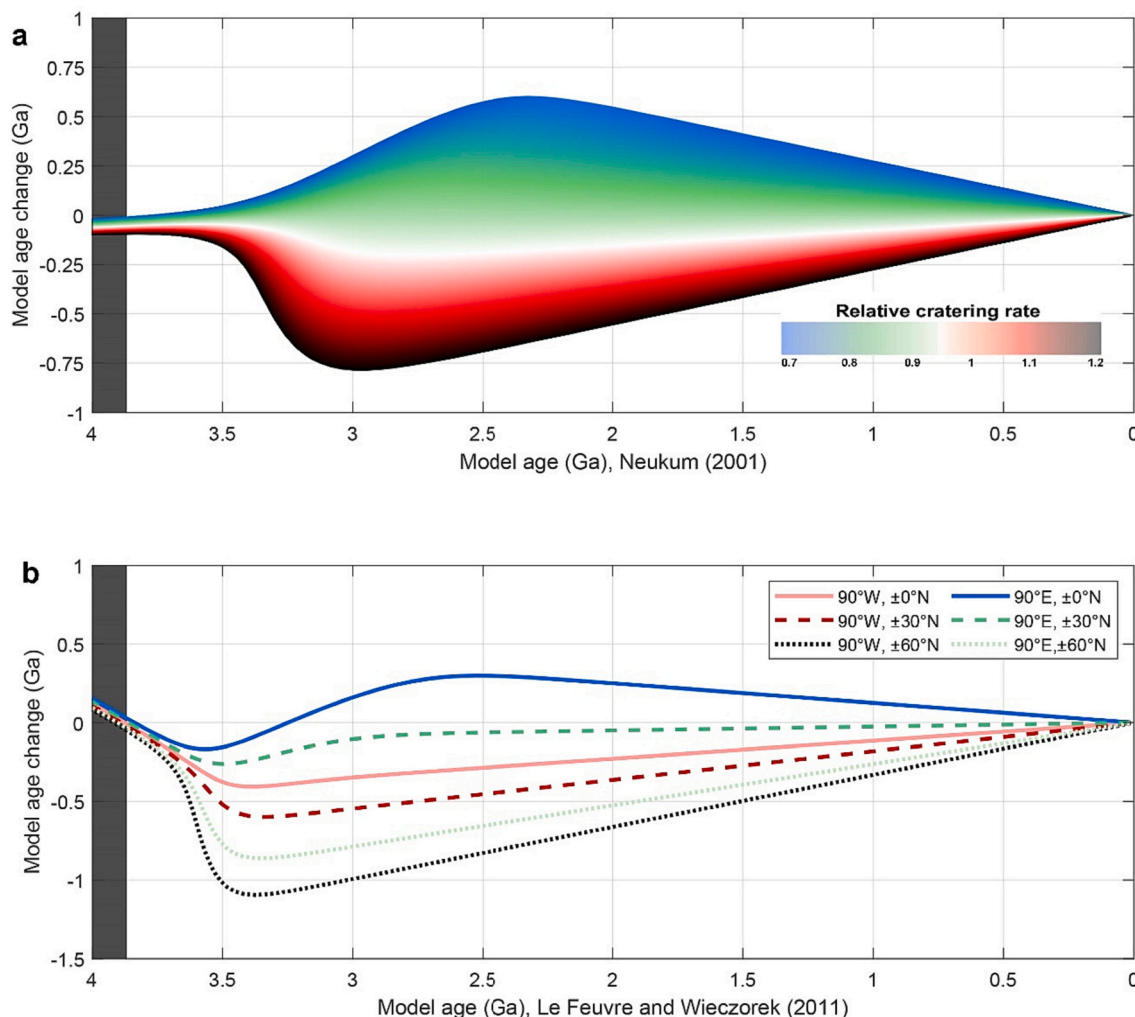 a
Model age change (Ga)
1
0.75
0.5
0.25
0
-0.25
-0.5
-0.75
-1
Relative cratering rate
0.7 0.8 0.9 1 1.1 1.2
4 3.5 3 2.5 2 1.5 1 0.5 0
Model age (Ga), Neukum (2001)
b
Model age change (Ga)
1
0.5
0
-0.5
-1
-1.5
90°W, ±0°N 90°E, ±0°N
90°W, ±30°N 90°E, ±30°N
90°W, ±60°N 90°E,±60°N
4 3.5 3 2.5 2 1.5 1 0.5 0
Model age (Ga), Le Feuvre and Wieczorek (2011)